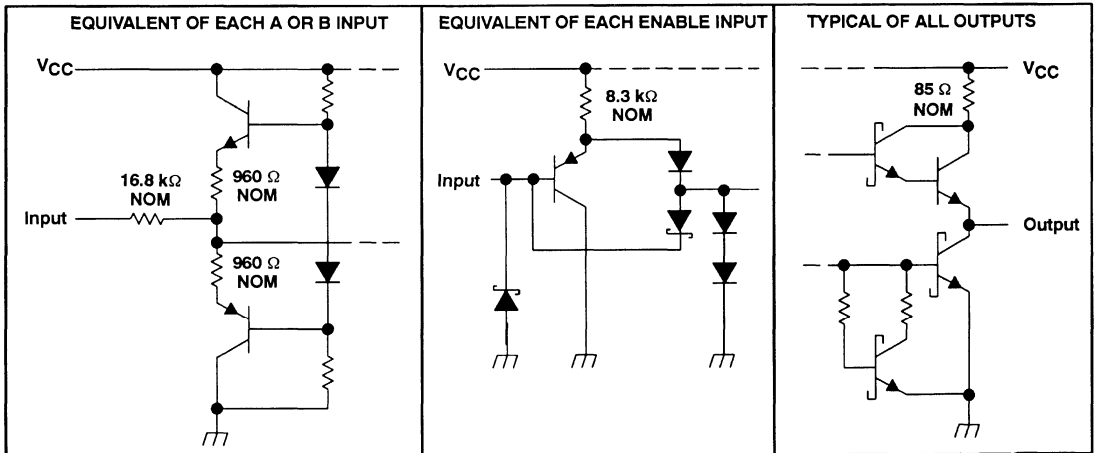 EQUIVALENT OF EACH A OR B INPUT
VCC
16.8 kΩ
NOM
960 Ω
NOM
Input
960 Ω
NOM
EQUIVALENT OF EACH ENABLE INPUT
VCC
8.3 kΩ
NOM
Input
TYPICAL OF ALL OUTPUTS
VCC
85 Ω
NOM
Output